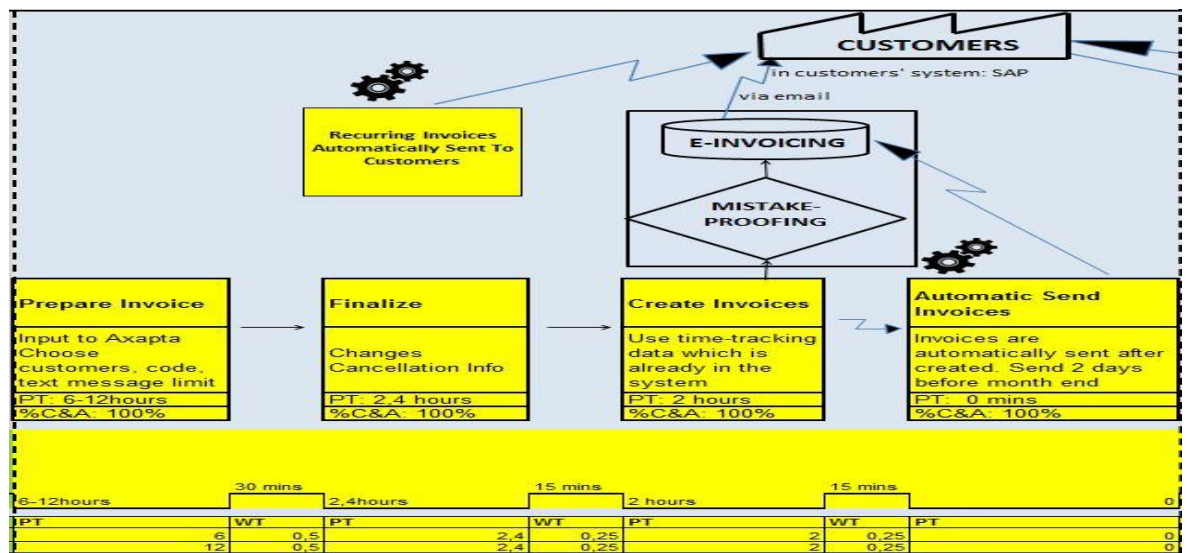 CUSTOMERS
in customers' system: SAP
via email
Recurring Invoices
Automatically Sent To
Customers
E-INVOICING
MISTAKE-
PROOFING
Prepare Invoice
Input to Axapta
Choose
customers, code,
text message limit
PT: 6-12hours
%C&A: 100%
Finalize
Changes
Cancellation Info
PT: 2,4 hours
%C&A: 100%
Create Invoices
Use time-tracking
data which is
already in the
system
PT: 2 hours
%C&A: 100%
Automatic Send
Invoices
Invoices are
automatically sent after
created. Send 2 days
before month end
PT: 0 mins
%C&A: 100%
30 mins 15 mins 15 mins
6-12hours 2,4hours 2 hours 0
PT WT PT WT PT WT PT
6 0,5 2,4 0,25 2 0,25 0
12 0,5 2,4 0,25 2 0,25 0